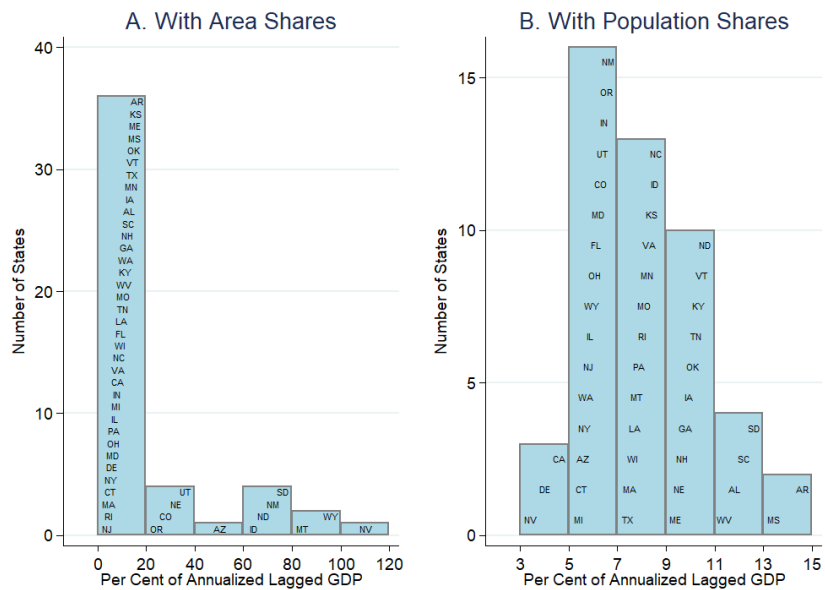 A. With Area Shares
40
30
20
10
0
Number of States
AR
KS
ME
MS
OK
VT
TX
MN
IA
AL
SC
NH
GA
WA
KY
WV
MO
TN
LA
FL
WI
NC
VA
CA
IN
MI
IL
PA
OH
MD
DE
NY
CT
MA
RI
NJ
UT
NE
CO
OR
AZ
SD
NM
ND
ID
WY
MT
NV
0 20 40 60 80 100 120
Per Cent of Annualized Lagged GDP
B. With Population Shares
15
10
5
0
Number of States
CA
DE
NV
NM
OR
IN
UT
CO
MD
FL
OH
WY
IL
NJ
WA
NY
AZ
CT
MI
NC
ID
KS
VA
MN
MO
RI
PA
MT
LA
WI
MA
TX
ND
VT
KY
TN
OK
IA
GA
NH
NE
ME
SD
SC
AL
WV
AR
MS
3 5 7 9 11 13 15
Per Cent of Annualized Lagged GDP